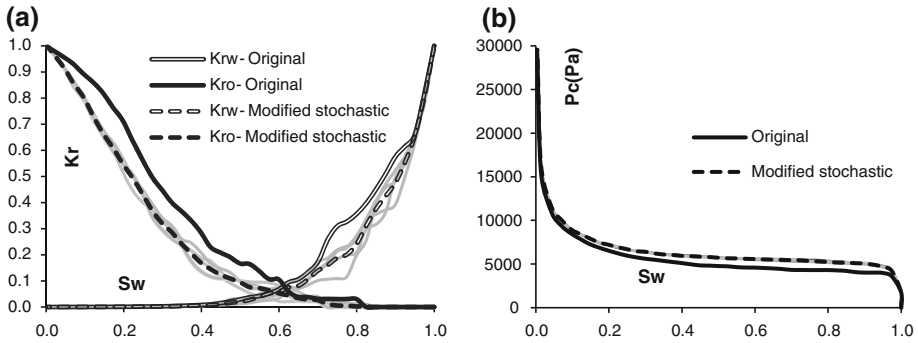 (a)
1.0
0.9
0.8
0.7
0.6
0.5
0.4
0.3
0.2
0.1
0.0
Kr
Krw- Original
Kro- Original
Krw- Modified stochastic
Kro- Modified stochastic
Sw
0.0 0.2 0.4 0.6 0.8 1.0
(b)
30000
25000
20000
15000
10000
5000
0
Pc(Pa)
Original
Modified stochastic
Sw
0.0 0.2 0.4 0.6 0.8 1.0